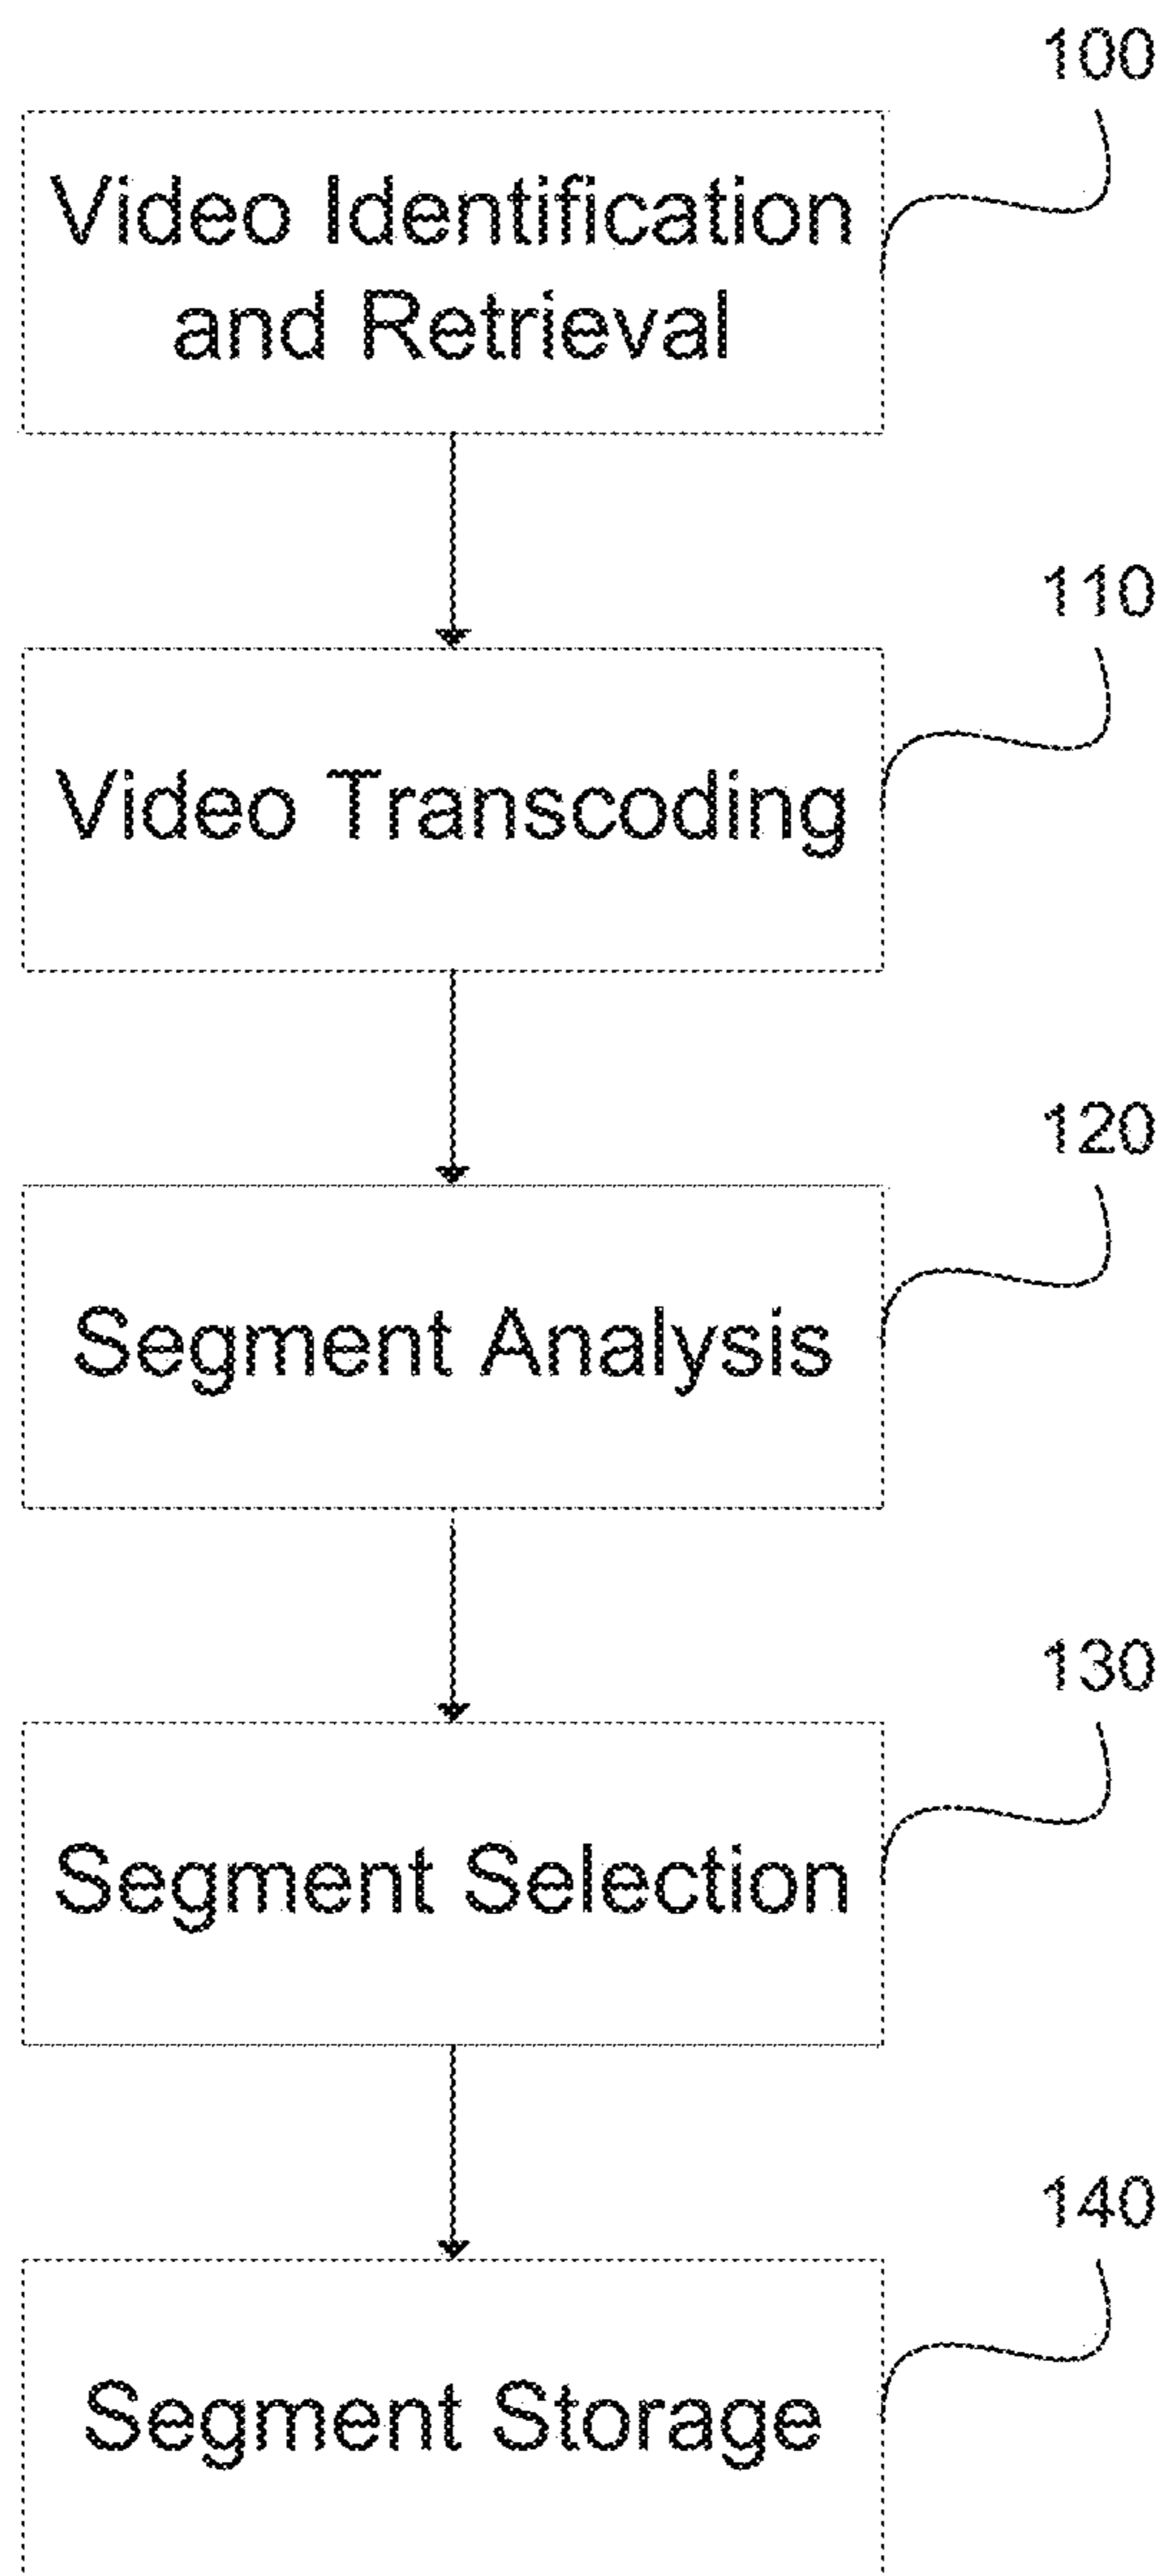 100
Video Identification
and Retrieval
110
Video Transcoding
120
Segment Analysis
130
Segment Selection
140
Segment Storage